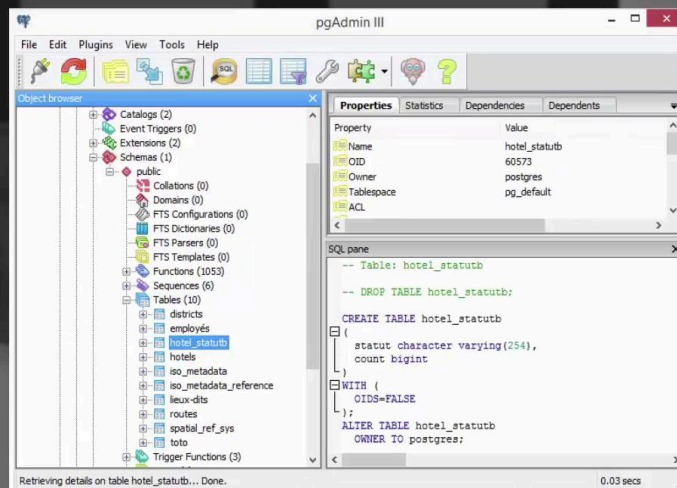 pgAdmin III
File Edit Plugins View Tools Help
SQL
Object browser
Catalogs (2)
Event Triggers (0)
Extensions (2)
Schemas (1)
public
Collations (0)
Domains (0)
FTS Configurations (0)
FTS Dictionaries (0)
FTS Parsers (0)
FTS Templates (0)
Functions (1053)
Sequences (6)
Tables (10)
districts
employés
hotel_statutb
hotels
iso_metadata
iso_metadata_reference
lieux-dits
routes
spatial_ref_sys
toto
Trigger Functions (3)
Properties Statistics Dependencies Dependents
Property Value
Name hotel_statutb
OID 60573
Owner postgres
Tablespace pg_default
ACL
SQL pane
-- Table: hotel_statutb
-- DROP TABLE hotel_statutb;
CREATE TABLE hotel_statutb
(
statut character varying(254),
count bigint
)
WITH (
OIDS=FALSE
);
ALTER TABLE hotel_statutb
OWNER TO postgres;
Retrieving details on table hotel_statutb... Done. 0.03 secs